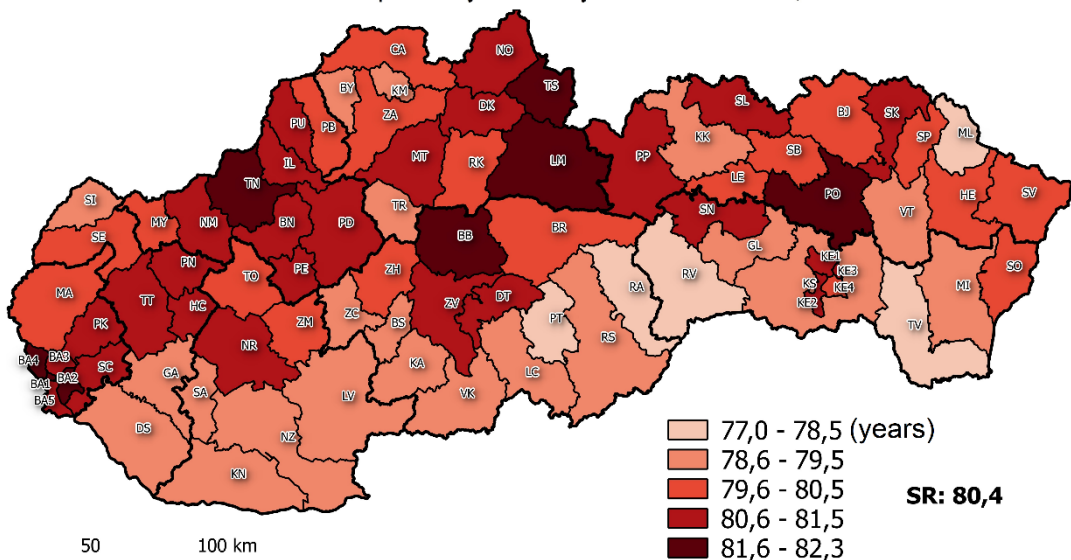 CA
NO
BY
KM
TS
PU
PB
ZA
DK
SL
BJ
SK
KK
SP
ML
IL
MT
RK
LM
PP
SB
TN
LE
PO
HE
SV
SI
TR
MY
NM
BN
PD
SN
VT
SE
BB
BR
GL
PN
PE
TO
ZH
KE1
KE3
SO
MA
TT
HC
ZV
DT
RA
RV
KS
KE4
MI
KE2
PK
ZM
ZC
BS
PT
TV
NR
RS
BA4
BA3
SC
GA
KA
LC
BA1
BA2
SA
LV
VK
BA5
DS
NZ
KN
77,0 - 78,5 (years)
78,6 - 79,5
79,6 - 80,5
80,6 - 81,5
81,6 - 82,3
SR: 80,4
50 100 km